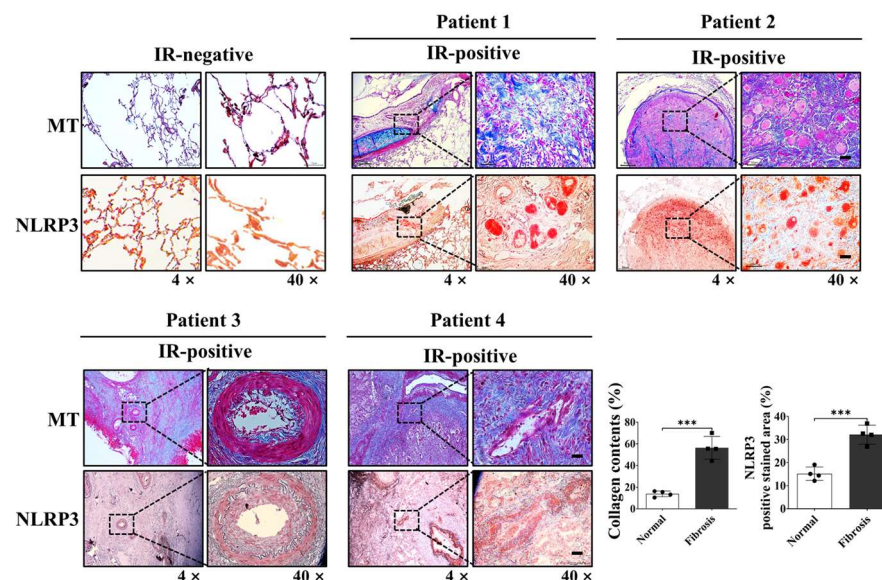 Patient 1
Patient 2
IR-negative
IR-positive
IR-positive
MT
NLRP3
4 ×
40 ×
4 ×
40 ×
4 ×
40 ×
Patient 3
Patient 4
IR-positive
IR-positive
MT
NLRP3
4 ×
40 ×
4 ×
40 ×
Collagen contents (%)
80
60
40
20
0
***
Normal
Fibrosis
NLRP3
positive stained area (%)
50
40
30
20
10
0
***
Normal
Fibrosis